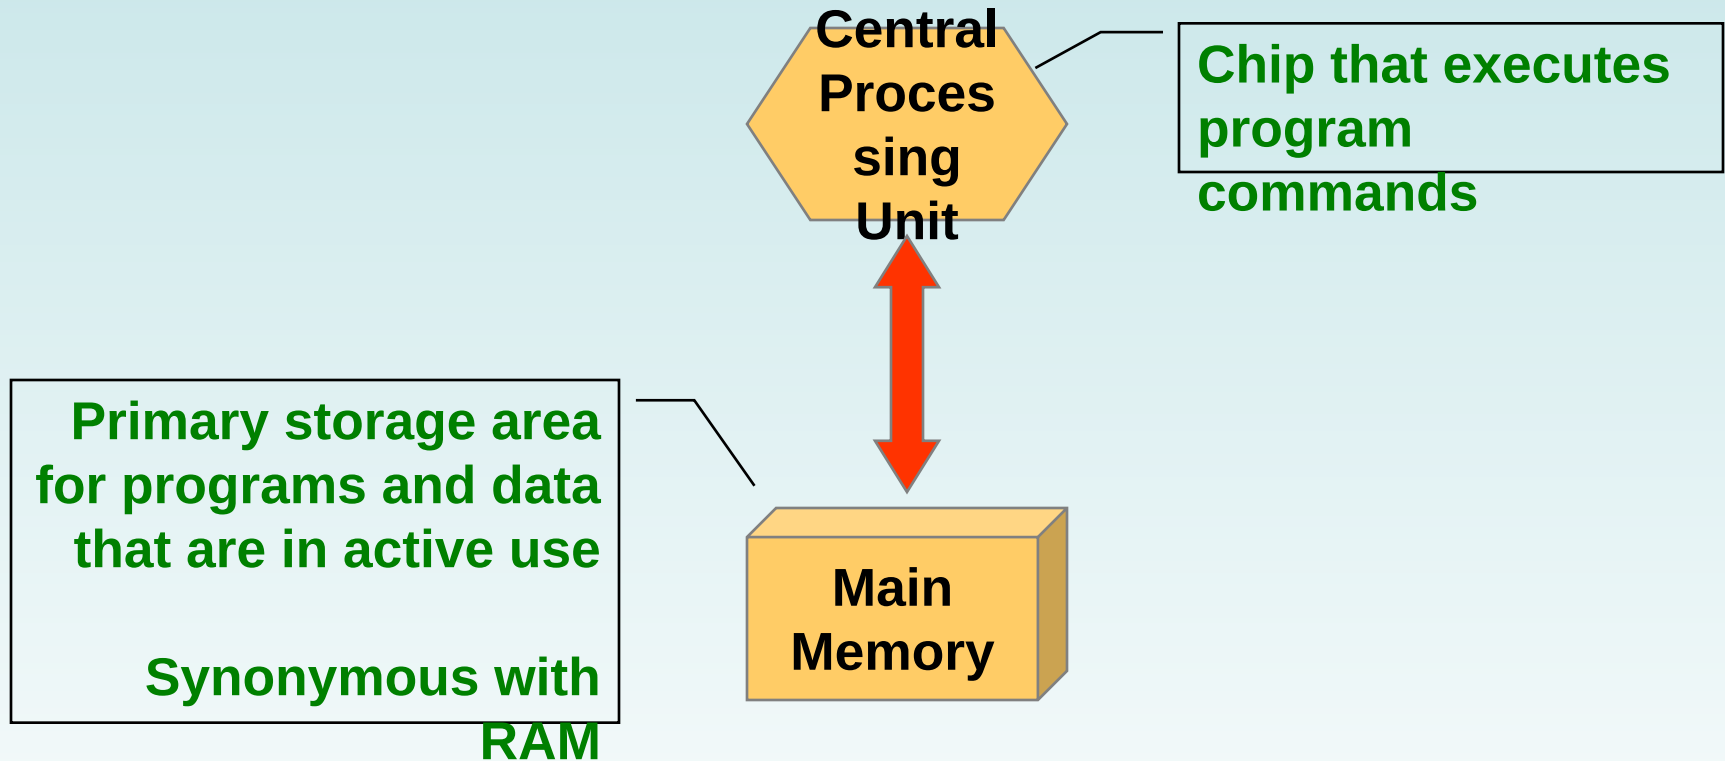 Central
Proces
sing
Unit
Chip that executes
program
commands
Primary storage area
for programs and data
that are in active use
Synonymous with
RAM
Main
Memory